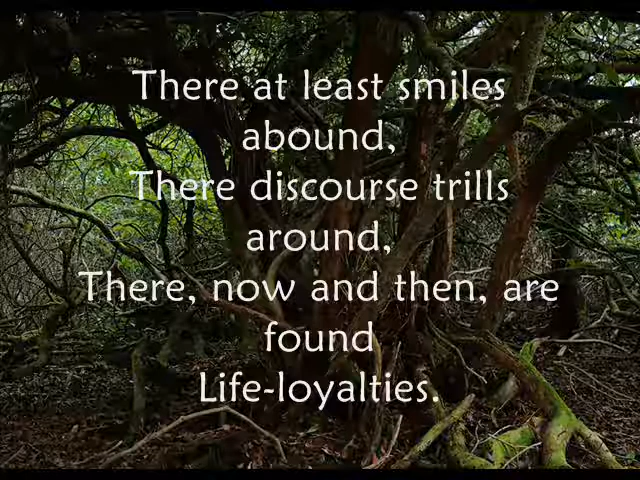 There at least smiles
abound,
There discourse trills
around,
There, now and then, are
found
Life-loyalties.